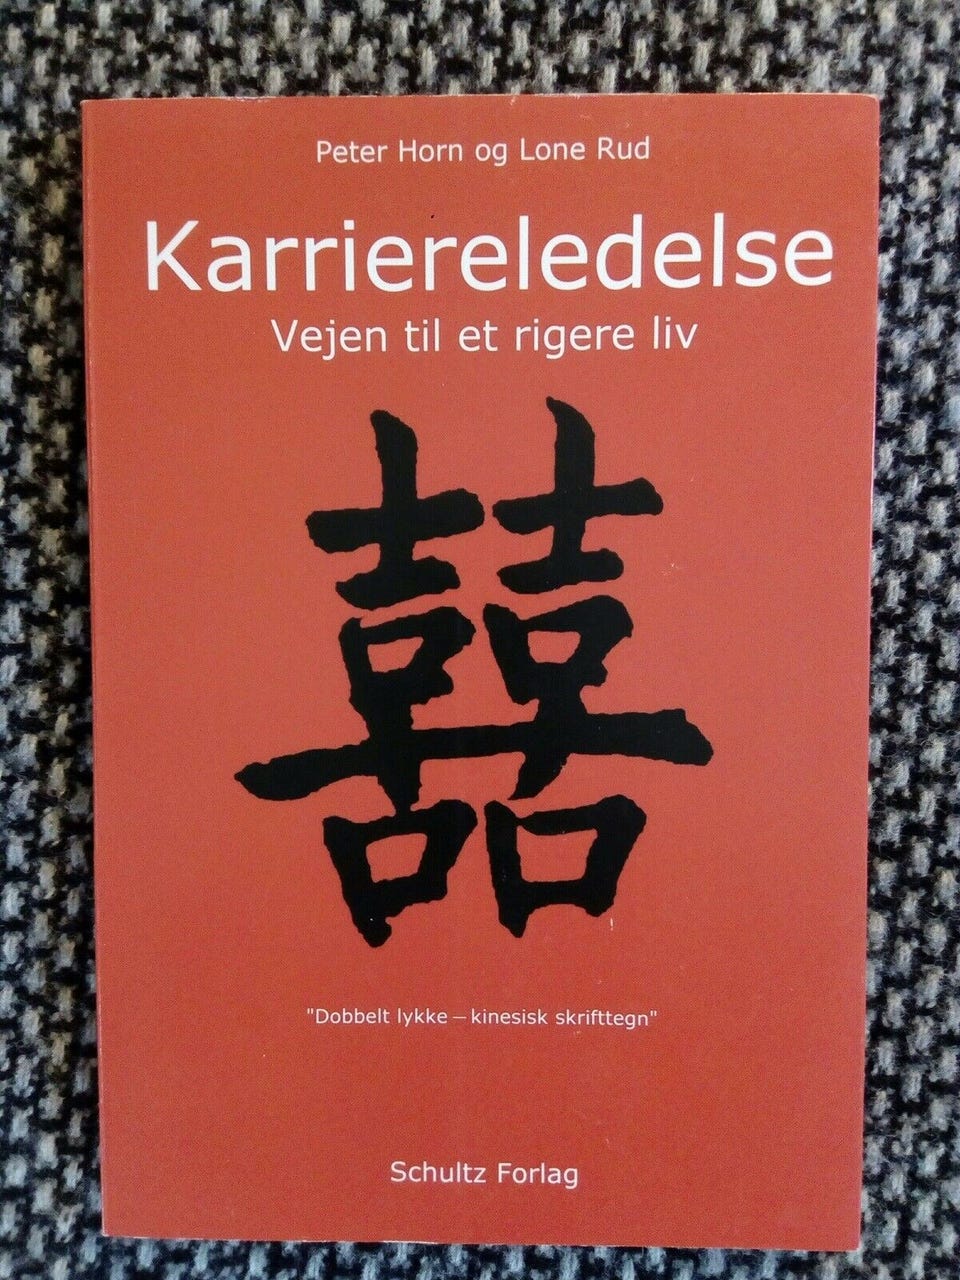 Peter Horn og Lone Rud
Karriereledelse
Vejen til et rigere liv
囍
"Dobbelt lykke – kinesisk skrifttegn"
Schultz Forlag